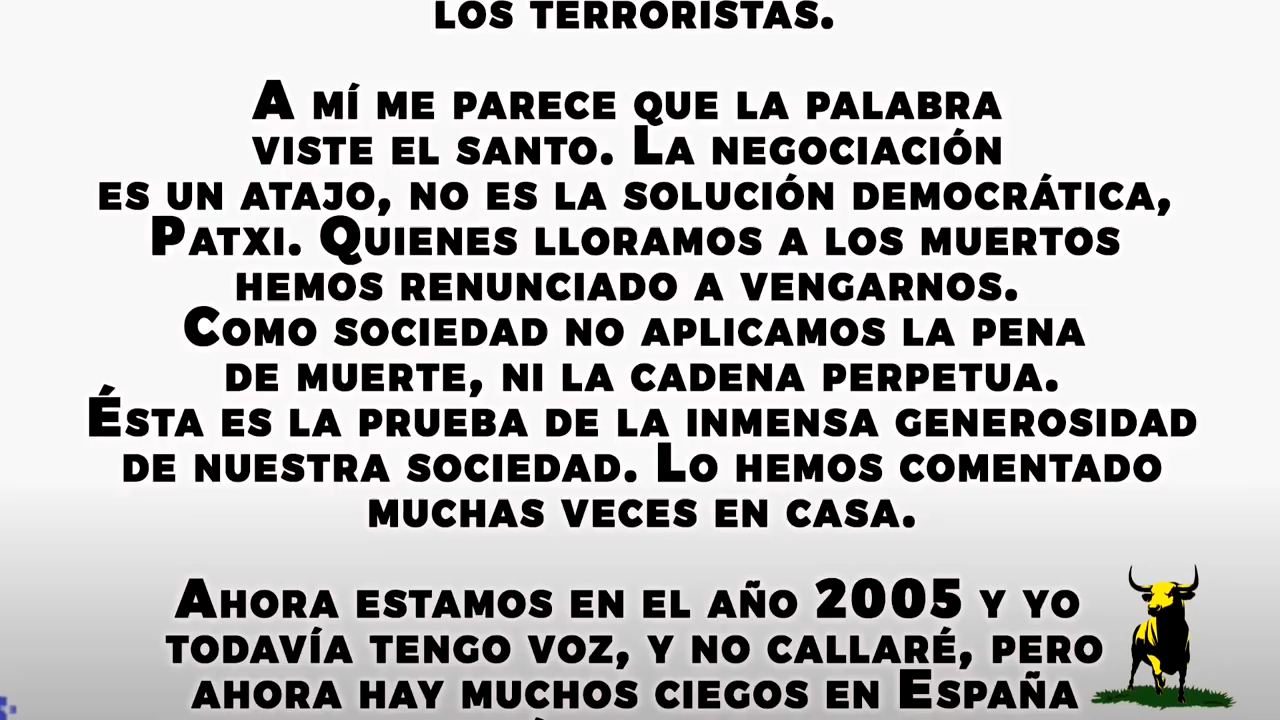 los terroristas.
A mí me parece que la palabra
viste el santo. La negociación
es un atajo, no es la solución democrática,
Patxi. Quienes lloramos a los muertos
hemos renunciado a vengarnos.
Como sociedad no aplicamos la pena
de muerte, ni la cadena perpetua.
Ésta es la prueba de la inmensa generosidad
de nuestra sociedad. Lo hemos comentado
muchas veces en casa.
Ahora estamos en el año 2005 y yo
todavía tengo voz, y no callaré, pero
ahora hay muchos ciegos en España